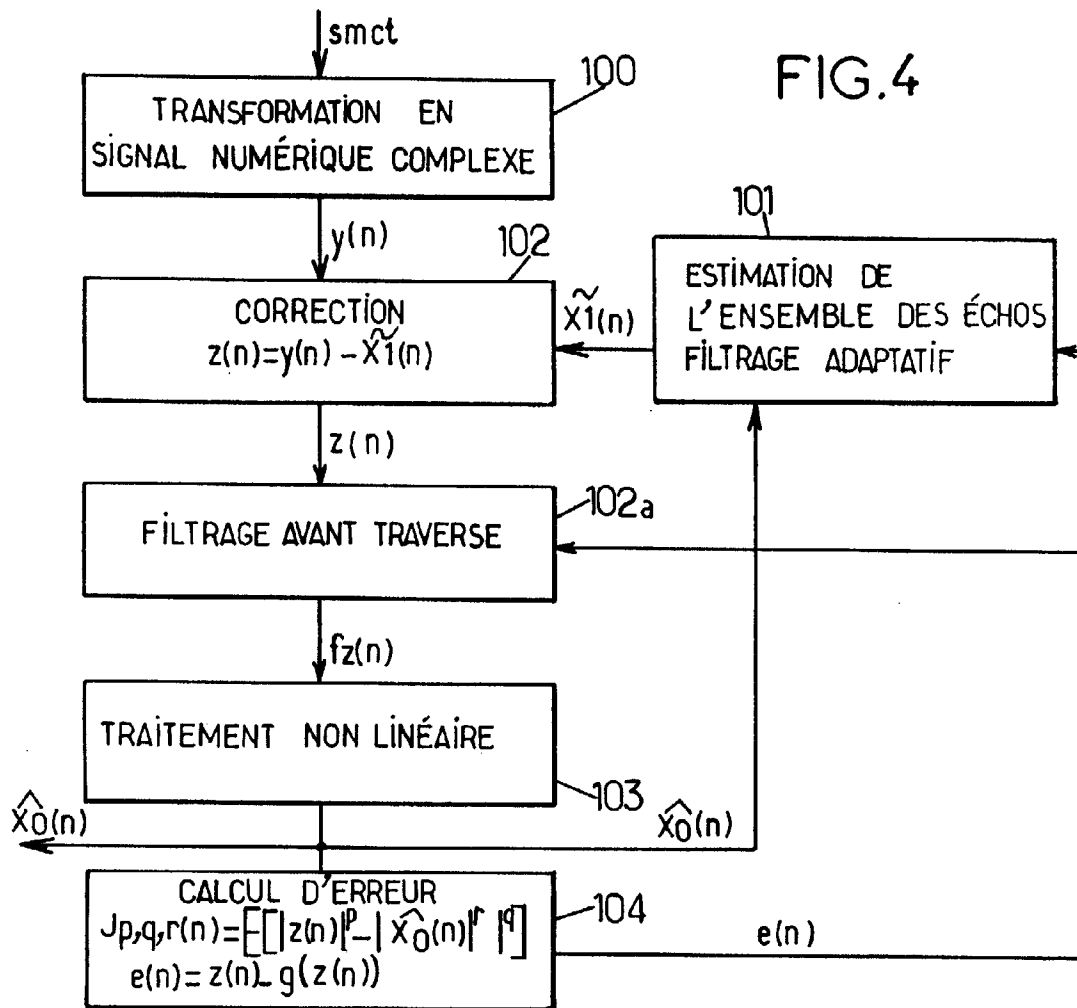 smct
FIG.4
100
TRANSFORMATION EN
SIGNAL NUMÉRIQUE COMPLEXE
y(n)
102
101
CORRECTION
z(n)=y(n) - X̃1(n)
X̃1(n)
ESTIMATION DE
L'ENSEMBLE DES ÉCHOS
FILTRAGE ADAPTATIF
z(n)
102a
FILTRAGE AVANT TRAVERSE
fz(n)
TRAITEMENT NON LINÉAIRE
103
X̂0(n)
X̂0(n)
CALCUL D'ERREUR
Jp,q,r(n)=E[[|z(n)|^p-|X̂0(n)|^r|^q]
e(n)=z(n)-g(z(n))
104
e(n)